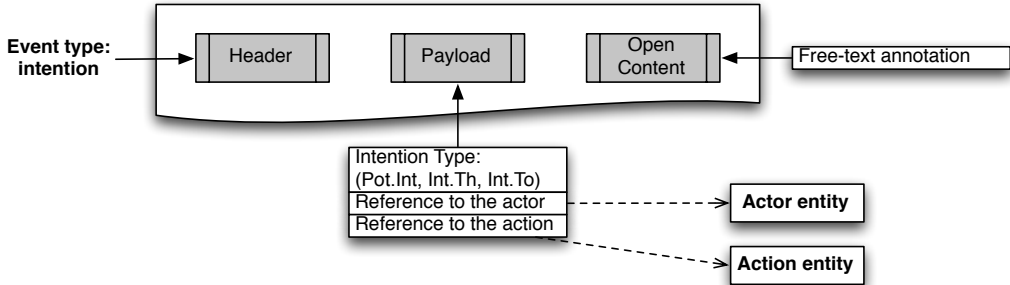 Event type:
intention
Header
Payload
Open
Content
Free-text annotation
Intention Type:
(Pot.Int, Int.Th, Int.To)
Reference to the actor
Reference to the action
Actor entity
Action entity